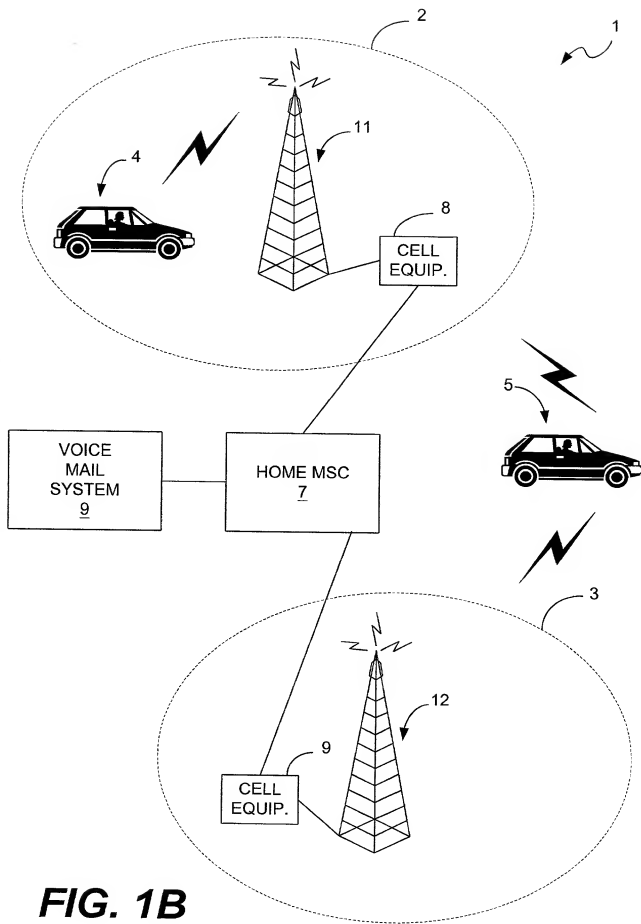 2
1
11
4
8
CELL
EQUIP.
5
VOICE
MAIL
SYSTEM
9
HOME MSC
7
3
12
9
CELL
EQUIP.
FIG. 1B